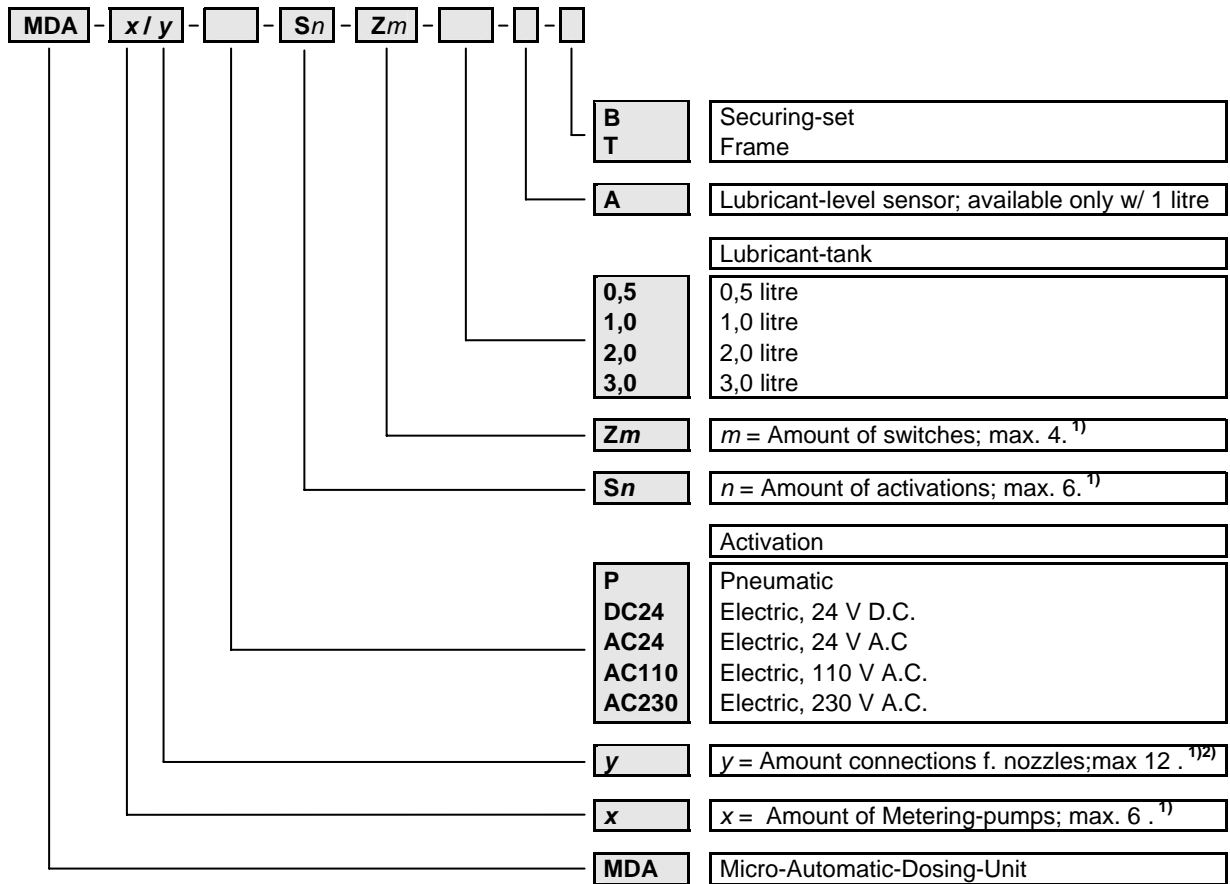 MDA - x / y - - Sn - Zm - - -
B Securing-set
T Frame
A Lubricant-level sensor; available only w/ 1 litre
Lubricant-tank
0,5 0,5 litre
1,0 1,0 litre
2,0 2,0 litre
3,0 3,0 litre
Zm m = Amount of switches; max. 4. 1)
Sn n = Amount of activations; max. 6. 1)
Activation
P Pneumatic
DC24 Electric, 24 V D.C.
AC24 Electric, 24 V A.C
AC110 Electric, 110 V A.C.
AC230 Electric, 230 V A.C.
y y = Amount connections f. nozzles;max 12 . 1)2)
x x = Amount of Metering-pumps; max. 6 . 1)
MDA Micro-Automatic-Dosing-Unit